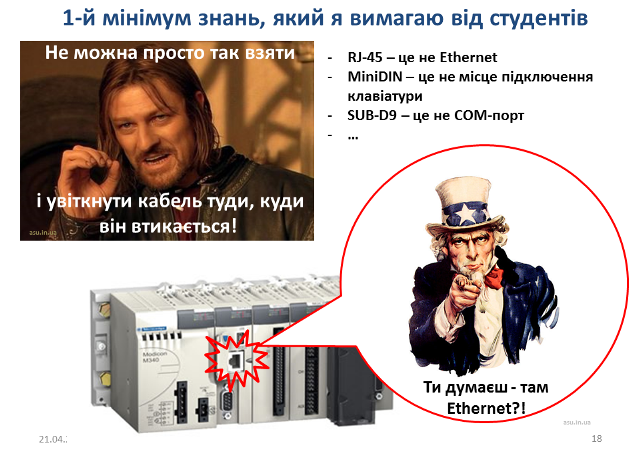 1-й мінімум знань, який я вимагаю від студентів
Не можна просто так взяти
і увіткнути кабель туди, куди
він втикається!
asu.in.ua
- RJ-45 – це не Ethernet
- MiniDIN – це не місце підключення
клавіатури
- SUB-D9 – це не COM-порт
- …
Modicon
M340
Ти думаєш - там
Ethernet?!
asu.in.ua
21.04.
18